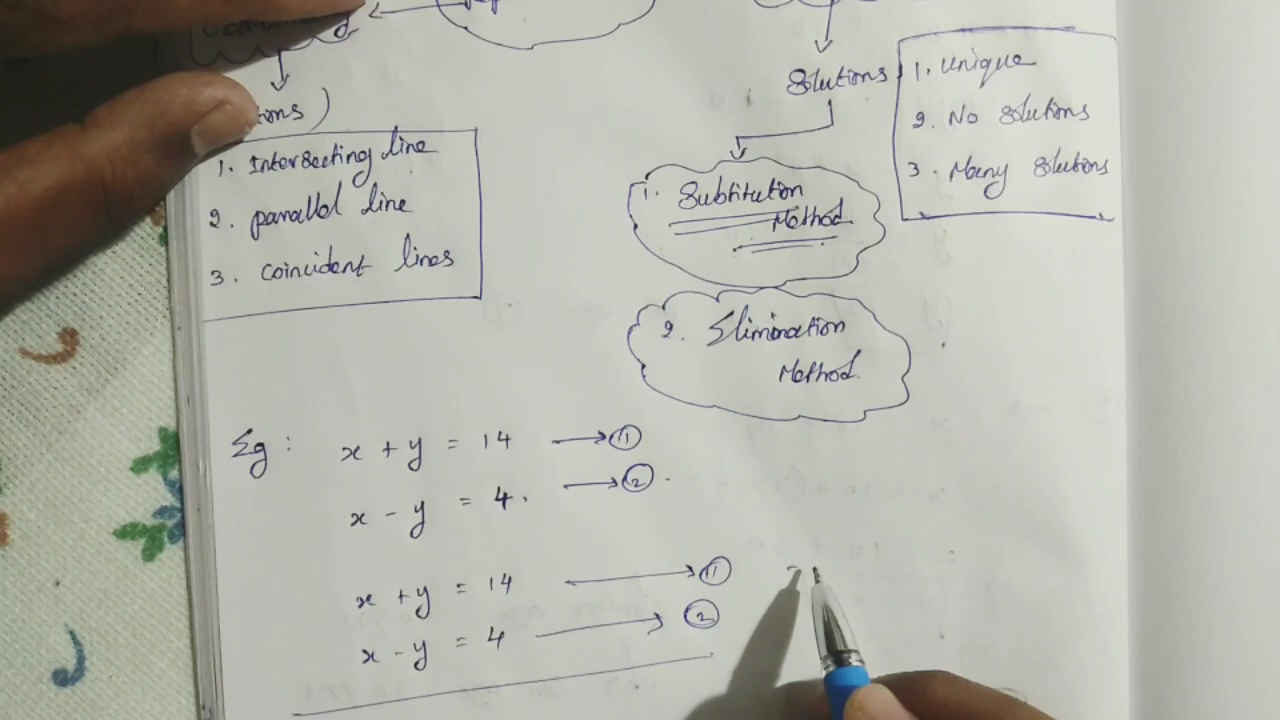 tions)
1. Intersecting line
2. parallel line
3. coincident lines
Solutions
1. Unique
2. No Solutions
3. Many Solutions
1. Subtitution
Method
2. Elimination
Method.
Eg : x + y = 14 → 1
x - y = 4. → 2.
x + y = 14 → 1
x - y = 4 → 2